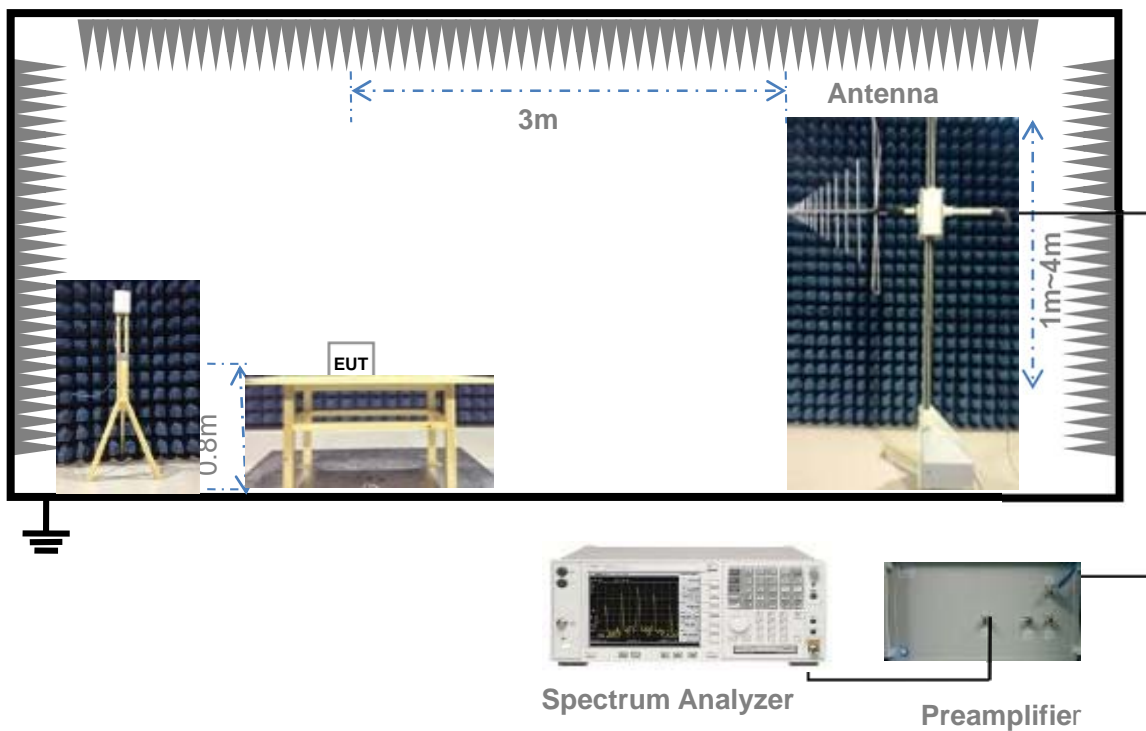 Antenna
3m
1m~4m
EUT
0.8m
Spectrum Analyzer
Preamplifier